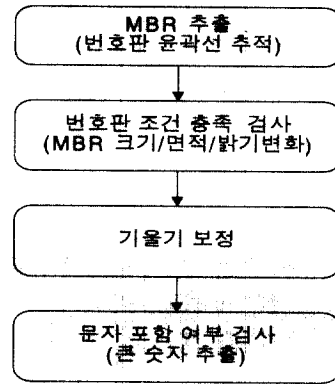 MBR 추출
(번호판 윤곽선 추적)
번호판 조건 충족 검사
(MBR 크기/면적/밝기변화)
기울기 보정
문자 포함 여부 검사
(큰 숫자 추출)